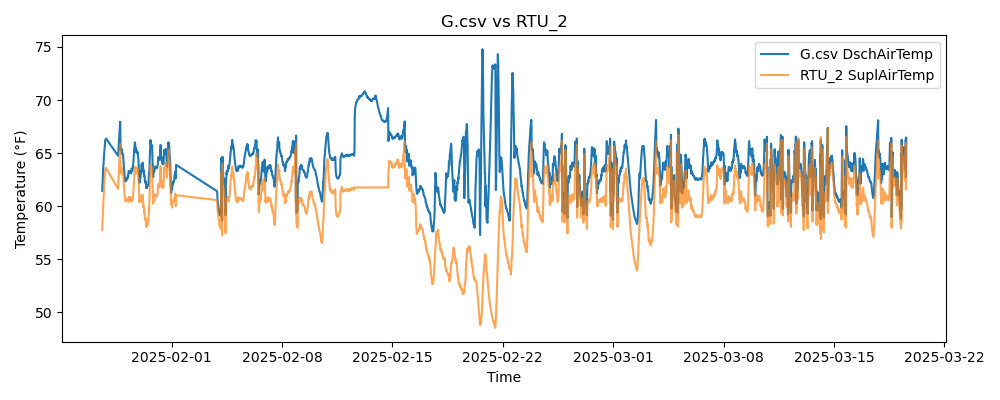 G.csv vs RTU_2
G.csv DschAirTemp
RTU_2 SuplAirTemp
Temperature (°F)
75
70
65
60
55
50
2025-02-01
2025-02-08
2025-02-15
2025-02-22
2025-03-01
2025-03-08
2025-03-15
2025-03-22
Time